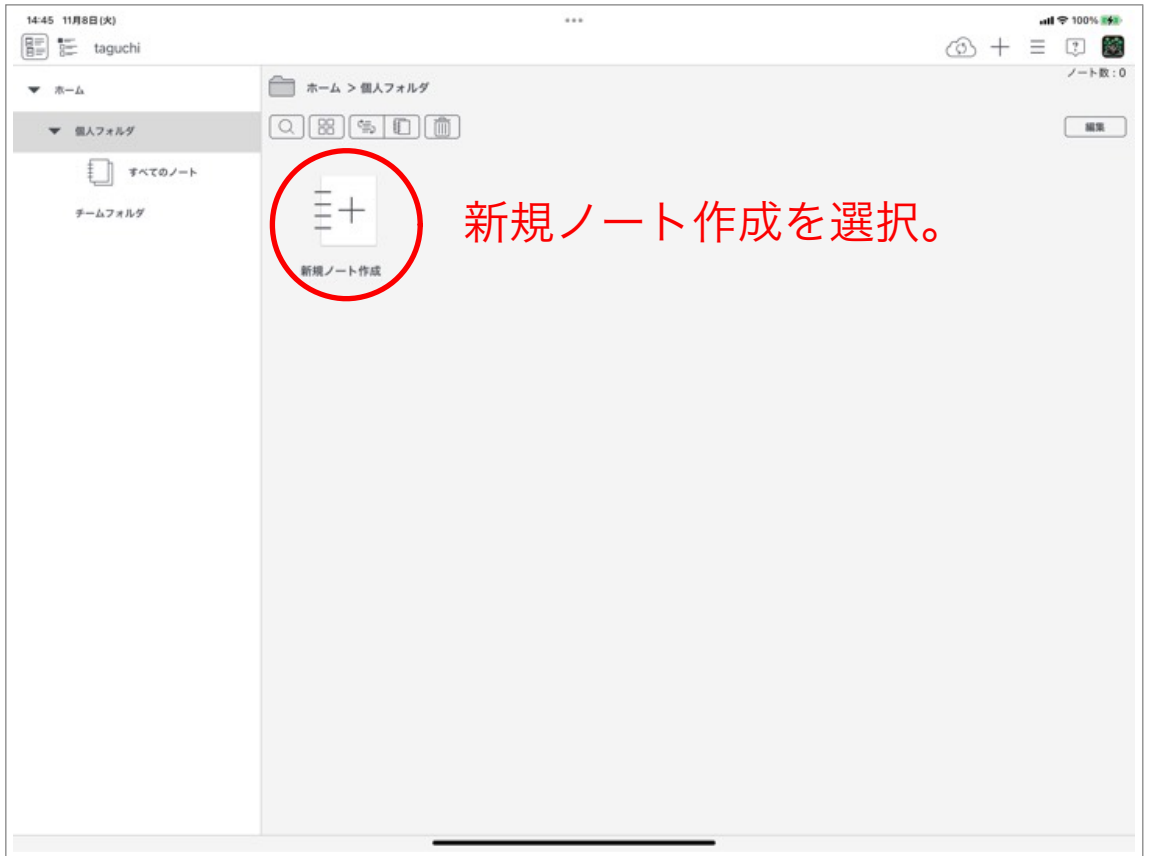 14:45 11月8日(火)
100%
taguchi
ノート数 : 0
ホーム
ホーム > 個人フォルダ
個人フォルダ
編集
すべてのノート
チームフォルダ
新規ノート作成を選択。
新規ノート作成